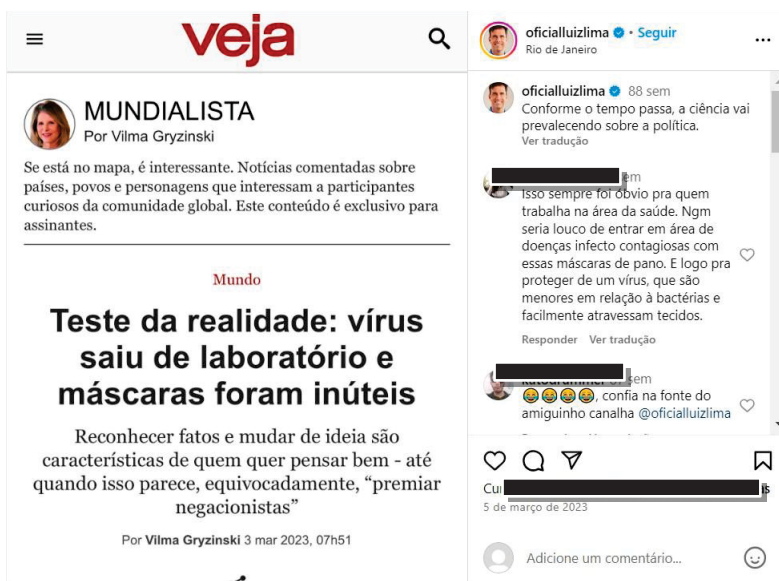 veja
MUNDIALISTA
Por Vilma Gryzinski
Se está no mapa, é interessante. Notícias comentadas sobre
países, povos e personagens que interessam a participantes
curiosos da comunidade global. Este conteúdo é exclusivo para
assinantes.
Mundo
Teste da realidade: vírus
saiu de laboratório e
máscaras foram inúteis
Reconhecer fatos e mudar de ideia são
características de quem quer pensar bem - até
quando isso parece, equivocadamente, “premiar
negacionistas”
Por Vilma Gryzinski 3 mar 2023, 07h51
oficialluizlima • Seguir
Rio de Janeiro
oficialluizlima 88 sem
Conforme o tempo passa, a ciência vai
prevalecendo sobre a política.
Ver tradução
Isso sempre foi óbvio pra quem
trabalha na área da saúde. Ngm
seria louco de entrar em área de
doenças infecto contagiosas com
essas máscaras de pano. E logo pra
proteger de um vírus, que são
menores em relação à bactérias e
facilmente atravessam tecidos.
Responder Ver tradução
sem
😂😂😂😂, confia na fonte do
amiguinho canalha @oficialluizlima
5 de março de 2023
Adicione um comentário...